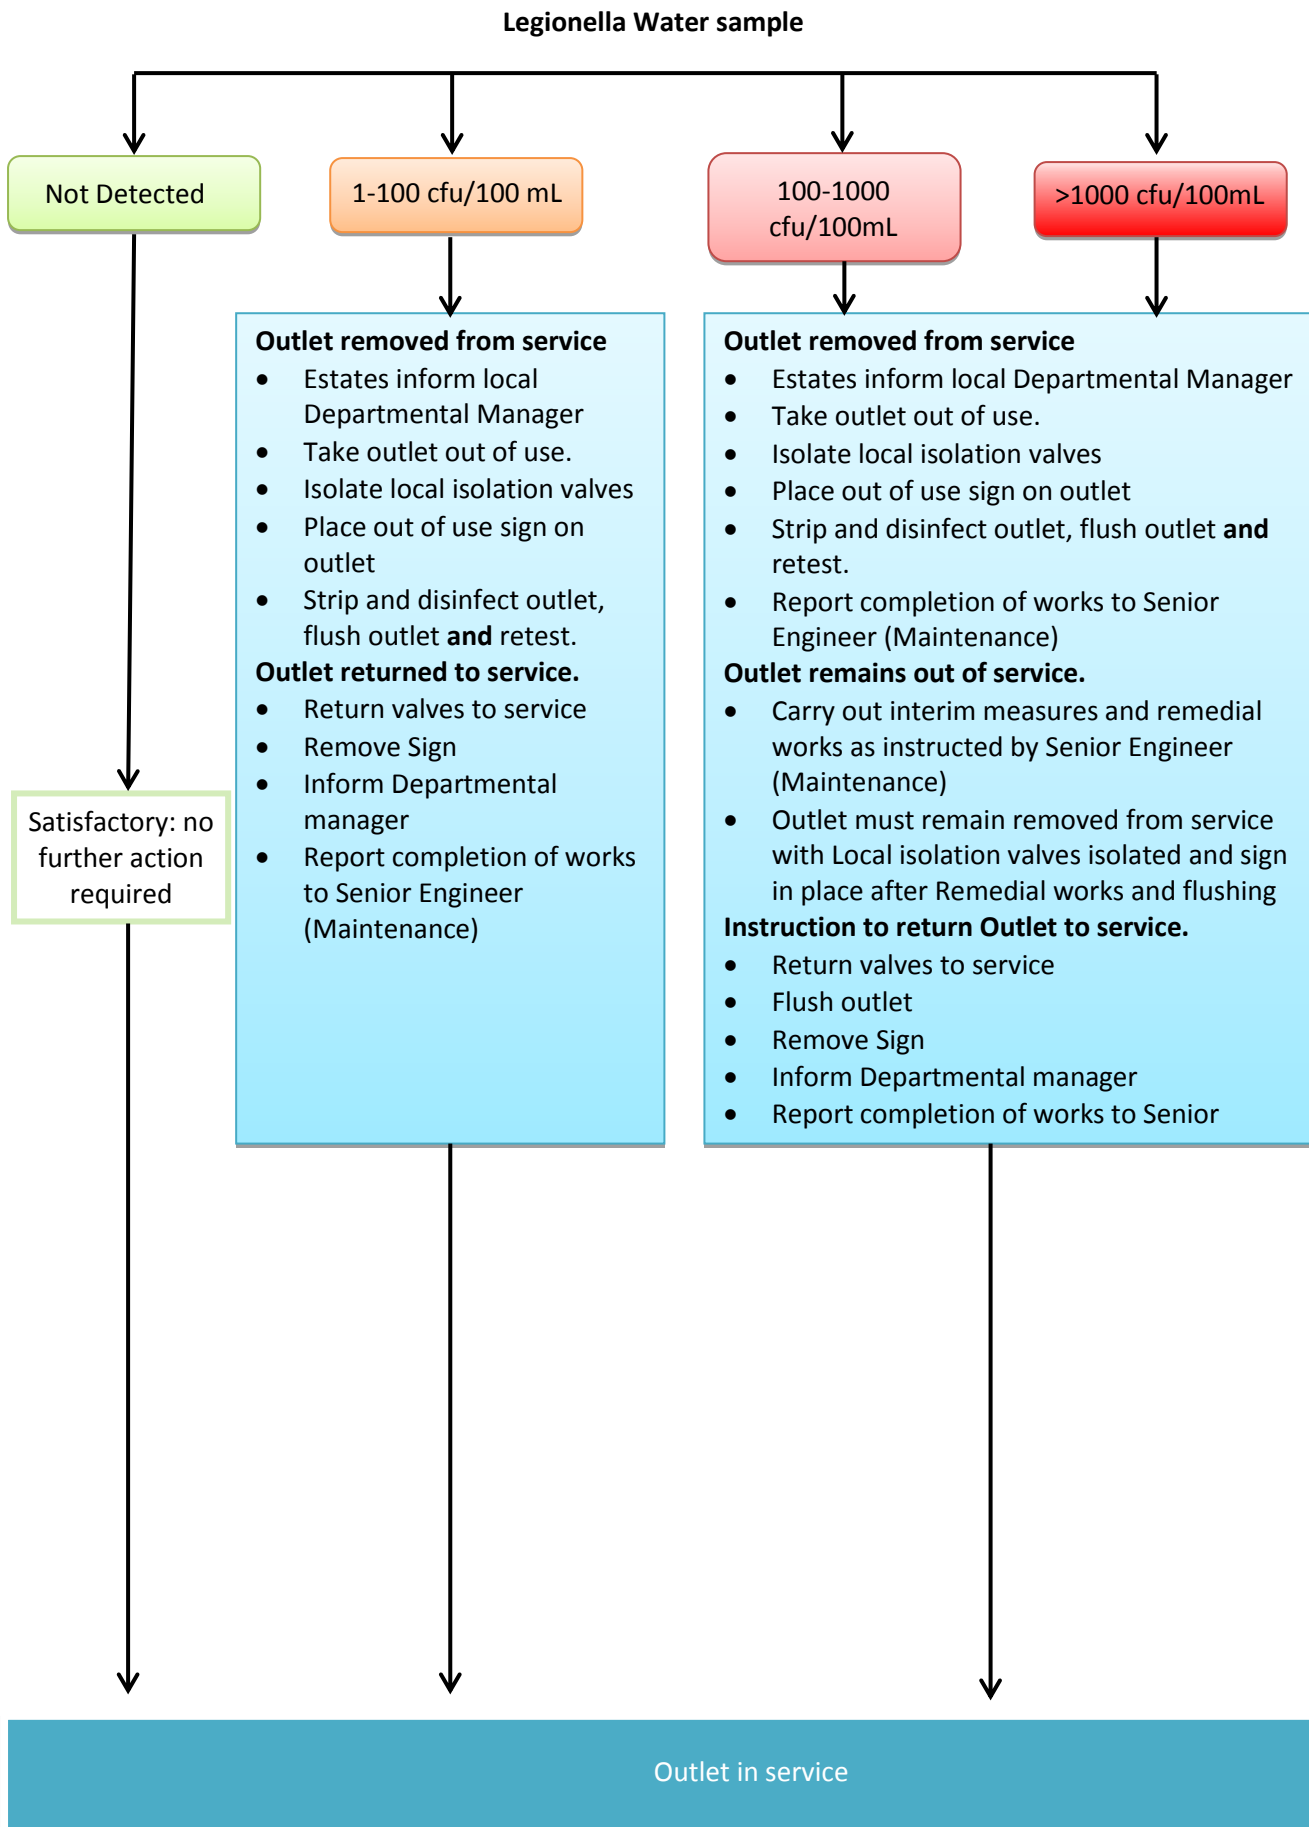 Legionella Water sample
Not Detected
1-100 cfu/100 mL
100-1000
cfu/100mL
>1000 cfu/100mL
Outlet removed from service
• Estates inform local
Departmental Manager
• Take outlet out of use.
• Isolate local isolation valves
• Place out of use sign on
outlet
• Strip and disinfect outlet,
flush outlet and retest.
Outlet returned to service.
• Return valves to service
• Remove Sign
• Inform Departmental
manager
• Report completion of works
to Senior Engineer
(Maintenance)
Outlet removed from service
• Estates inform local Departmental Manager
• Take outlet out of use.
• Isolate local isolation valves
• Place out of use sign on outlet
• Strip and disinfect outlet, flush outlet and
retest.
• Report completion of works to Senior
Engineer (Maintenance)
Outlet remains out of service.
• Carry out interim measures and remedial
works as instructed by Senior Engineer
(Maintenance)
• Outlet must remain removed from service
with Local isolation valves isolated and sign
in place after Remedial works and flushing
Instruction to return Outlet to service.
• Return valves to service
• Flush outlet
• Remove Sign
• Inform Departmental manager
• Report completion of works to Senior
Satisfactory: no
further action
required
Outlet in service